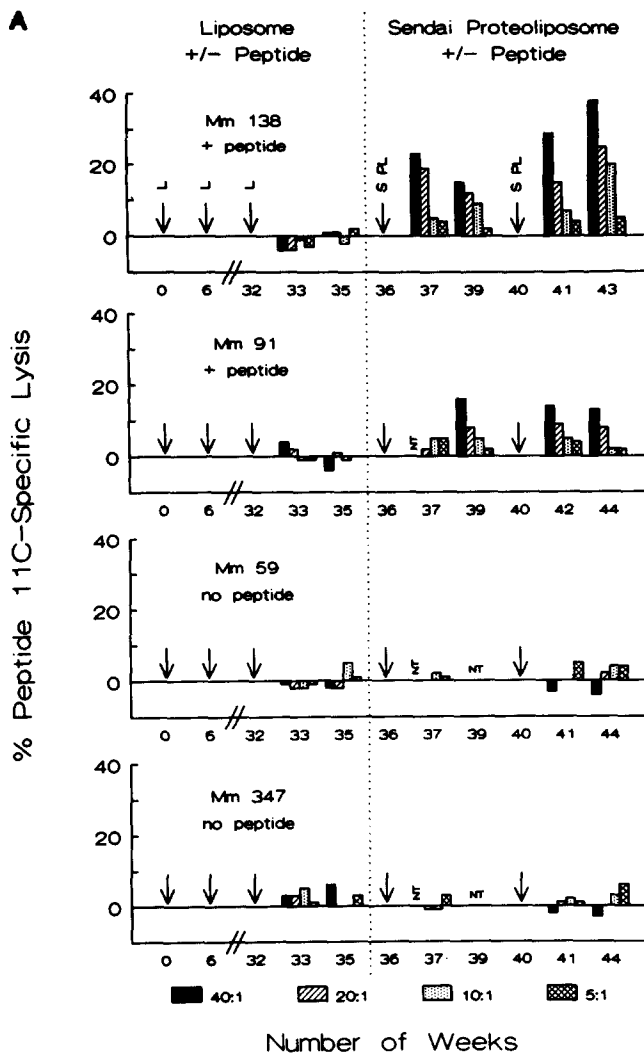 A
Liposome
+/− Peptide
Sendai Proteoliposome
+/− Peptide
% Peptide 11C−Specific Lysis
40
20
0
Mm 138
+ peptide
L
L
L
S PL
S PL
0 6 32 33 35 36 37 39 40 41 43
40
20
0
Mm 91
+ peptide
NT
0 6 32 33 35 36 37 39 40 42 44
40
20
0
Mm 59
no peptide
NT
NT
0 6 32 33 35 36 37 39 40 41 44
40
20
0
Mm 347
no peptide
NT
NT
0 6 32 33 35 36 37 39 40 41 44
40:1 20:1 10:1 5:1
Number of Weeks